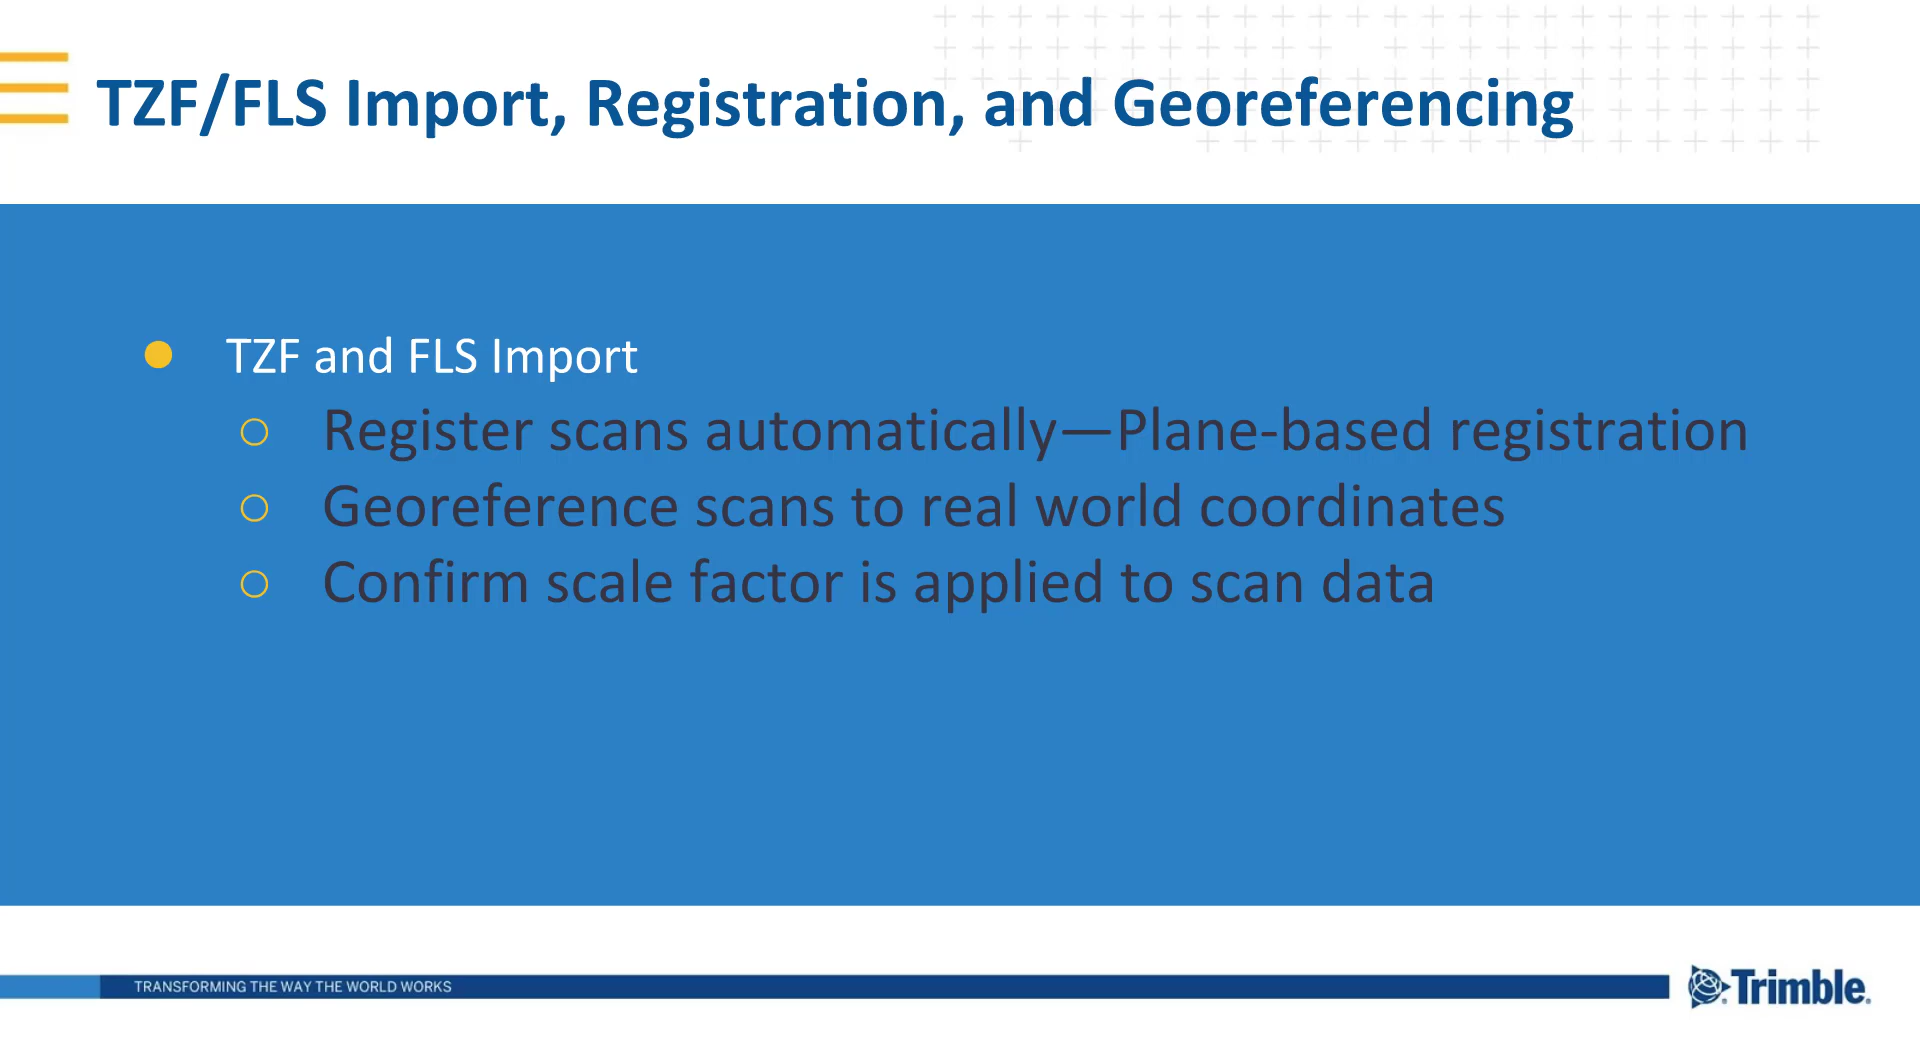 TZF/FLS Import, Registration, and Georeferencing
TZF and FLS Import
Register scans automatically—Plane-based registration
Georeference scans to real world coordinates
Confirm scale factor is applied to scan data
TRANSFORMING THE WAY THE WORLD WORKS
Trimble.